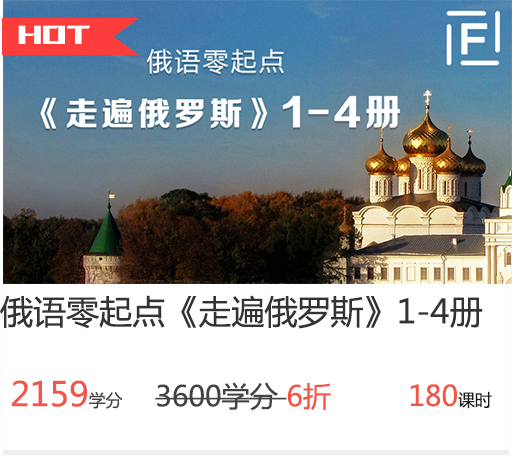 HOT
F
俄语零起点
《走遍俄罗斯》1-4册
俄语零起点《走遍俄罗斯》1-4册
2159学分 3600学分 6折 180课时